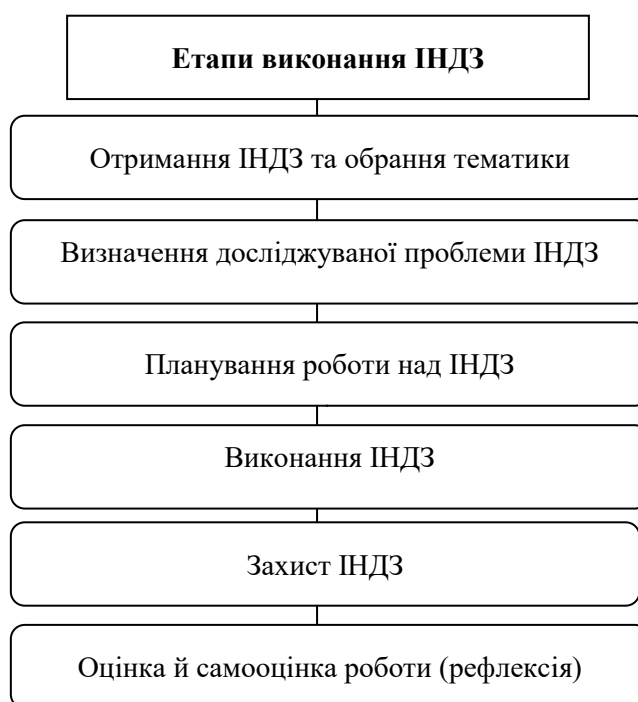 Етапи виконання ІНДЗ
Отримання ІНДЗ та обрання тематики
Визначення досліджуваної проблеми ІНДЗ
Планування роботи над ІНДЗ
Виконання ІНДЗ
Захист ІНДЗ
Оцінка й самооцінка роботи (рефлексія)